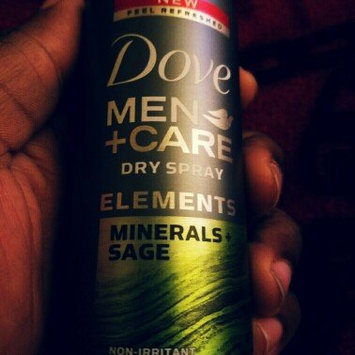 NEW
FEEL REFRESHED
Dove
MEN
+CARE
DRY SPRAY
ELEMENTS
MINERALS +
SAGE
NON-IRRITANT